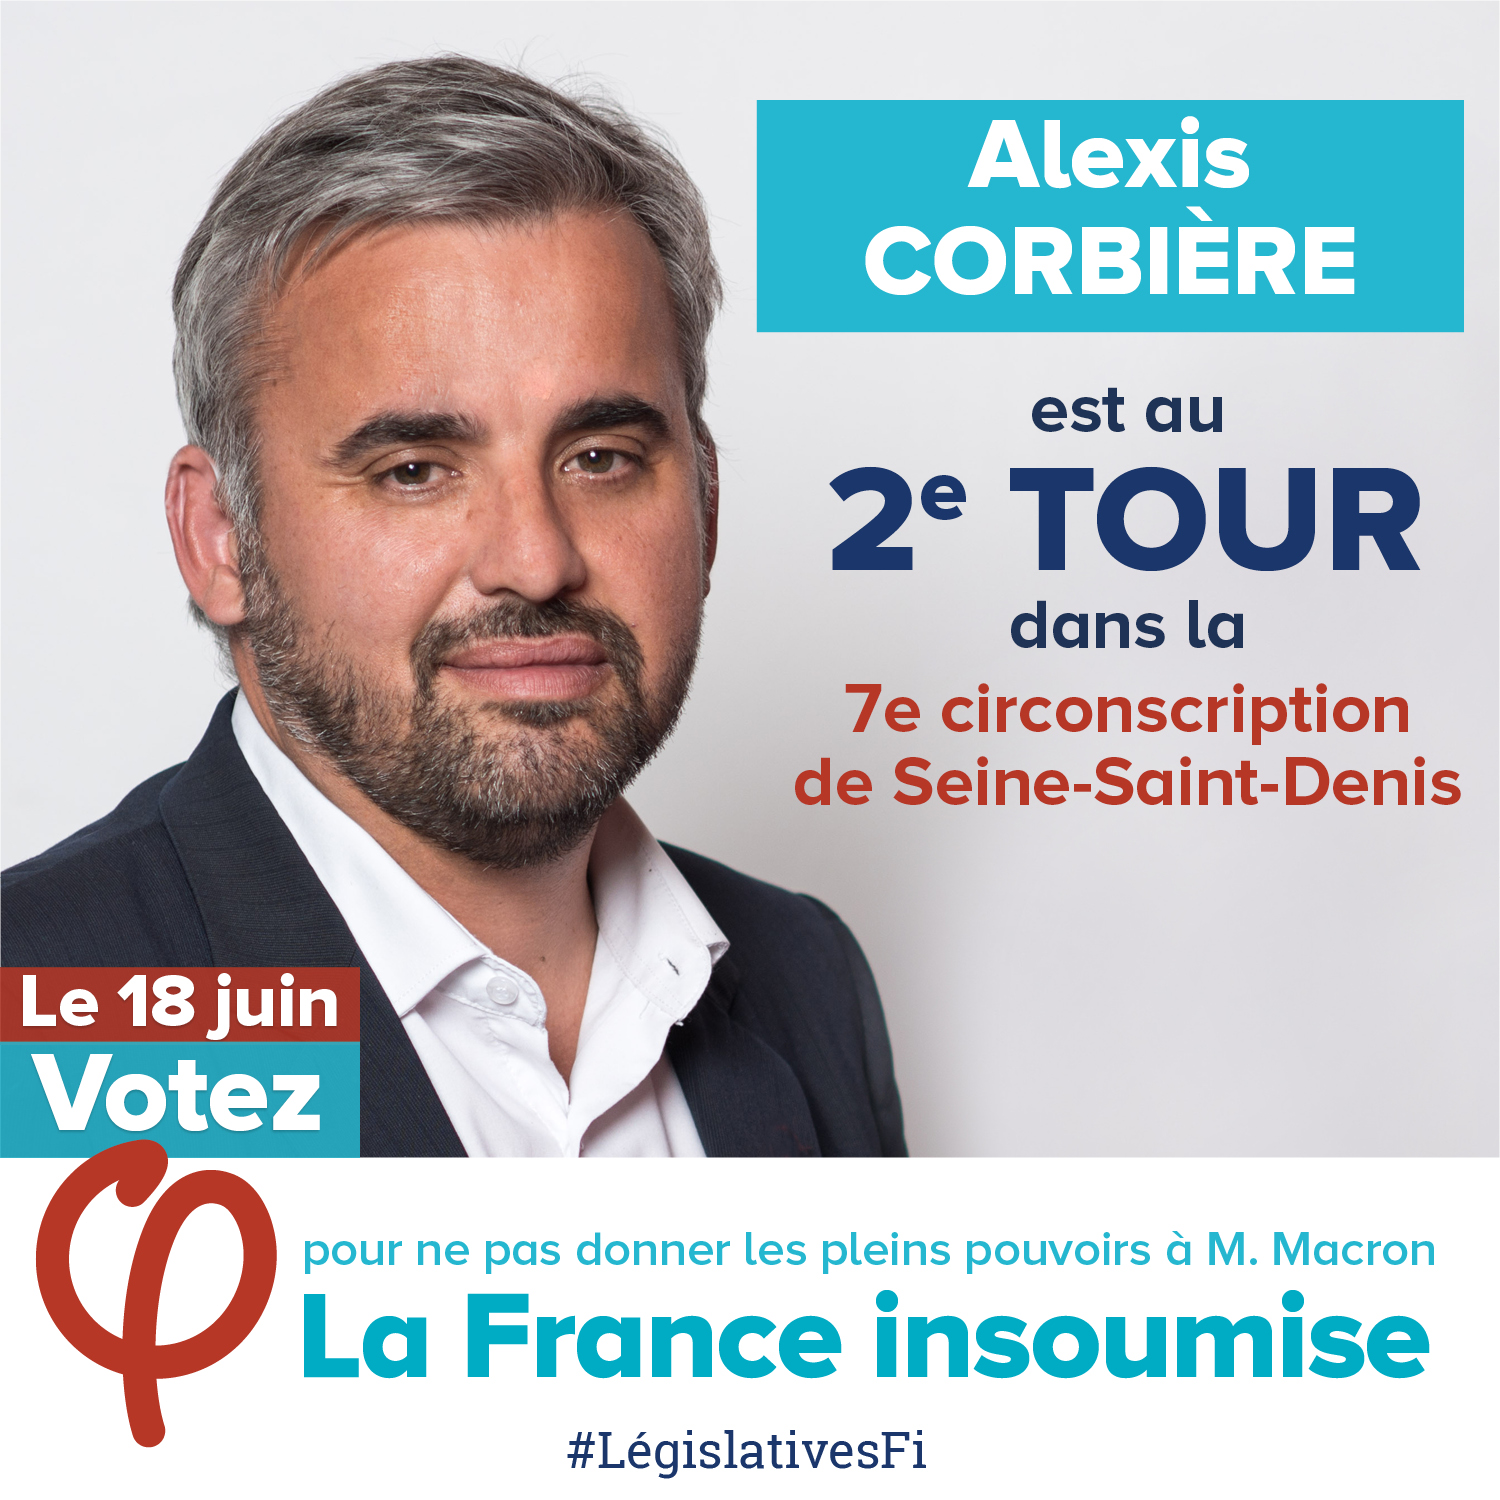 Alexis
CORBIÈRE
est au
2e TOUR
dans la
7e circonscription
de Seine-Saint-Denis
Le 18 juin
Votez
φ
pour ne pas donner les pleins pouvoirs à M. Macron
La France insoumise
#LégislativesFi